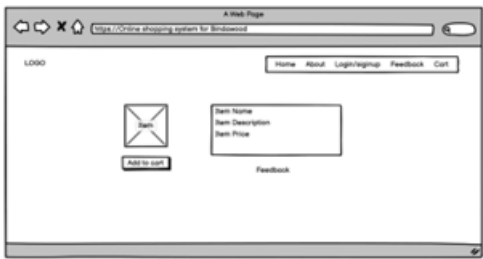 A Web Page
https://Online shopping system for Bindawood
LOGO
Home About Login/siginup Feedback Cart
Item
Item Name
Item Description
Item Price
Add to cart
Feedback